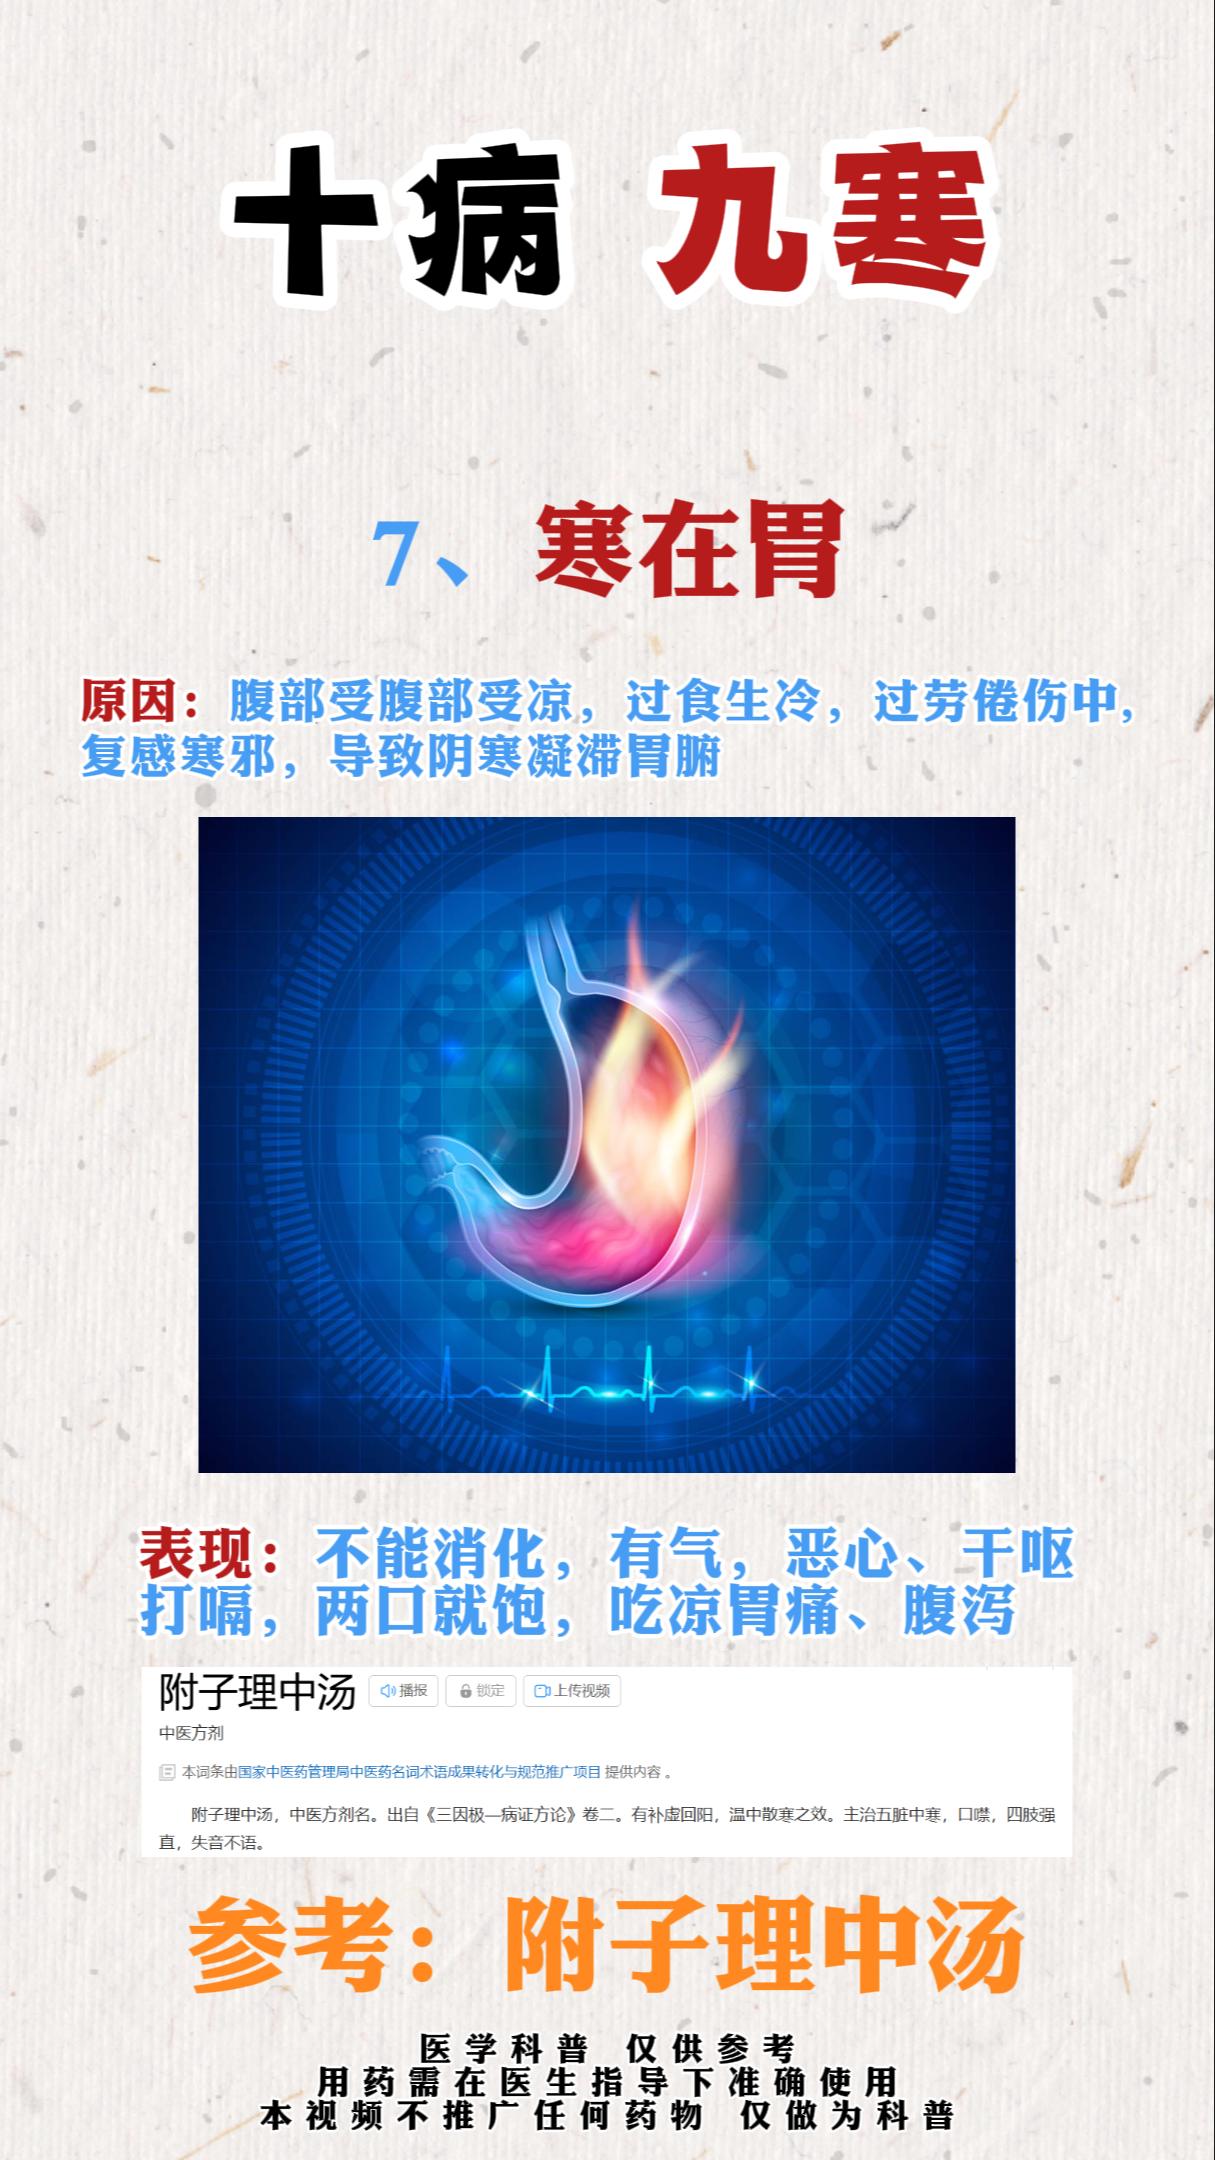 十病 九寒
7、寒在胃
原因：腹部受腹部受凉，过食生冷，过劳倦伤中,
复感寒邪，导致阴寒凝滞胃腑
表现：不能消化，有气，恶心、干呕
打嗝，两口就饱，吃凉胃痛、腹泻
附子理中汤 播报 锁定 上传视频
中医方剂
本词条由国家中医药管理局中医药名词术语成果转化与规范推广项目 提供内容 。
附子理中汤，中医方剂名。出自《三因极—病证方论》卷二。有补虚回阳，温中散寒之效。主治五脏中寒，口噤，四肢强
直，失音不语。
参考：附子理中汤
医学科普 仅供参考
用药需在医生指导下准确使用
本视频不推广任何药物 仅做为科普